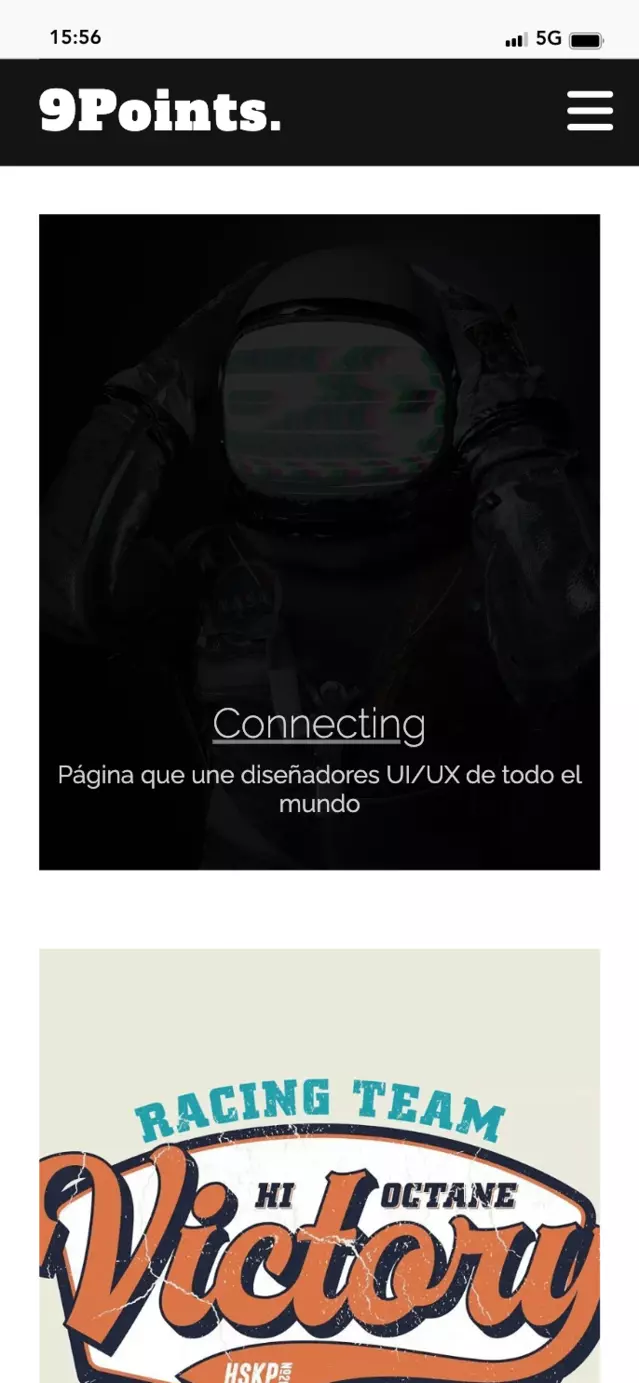 15:56
5G
9Points.
Connecting
Página que une diseñadores UI/UX de todo el
mundo
RACING TEAM
HI OCTANE
Victory
HSKP